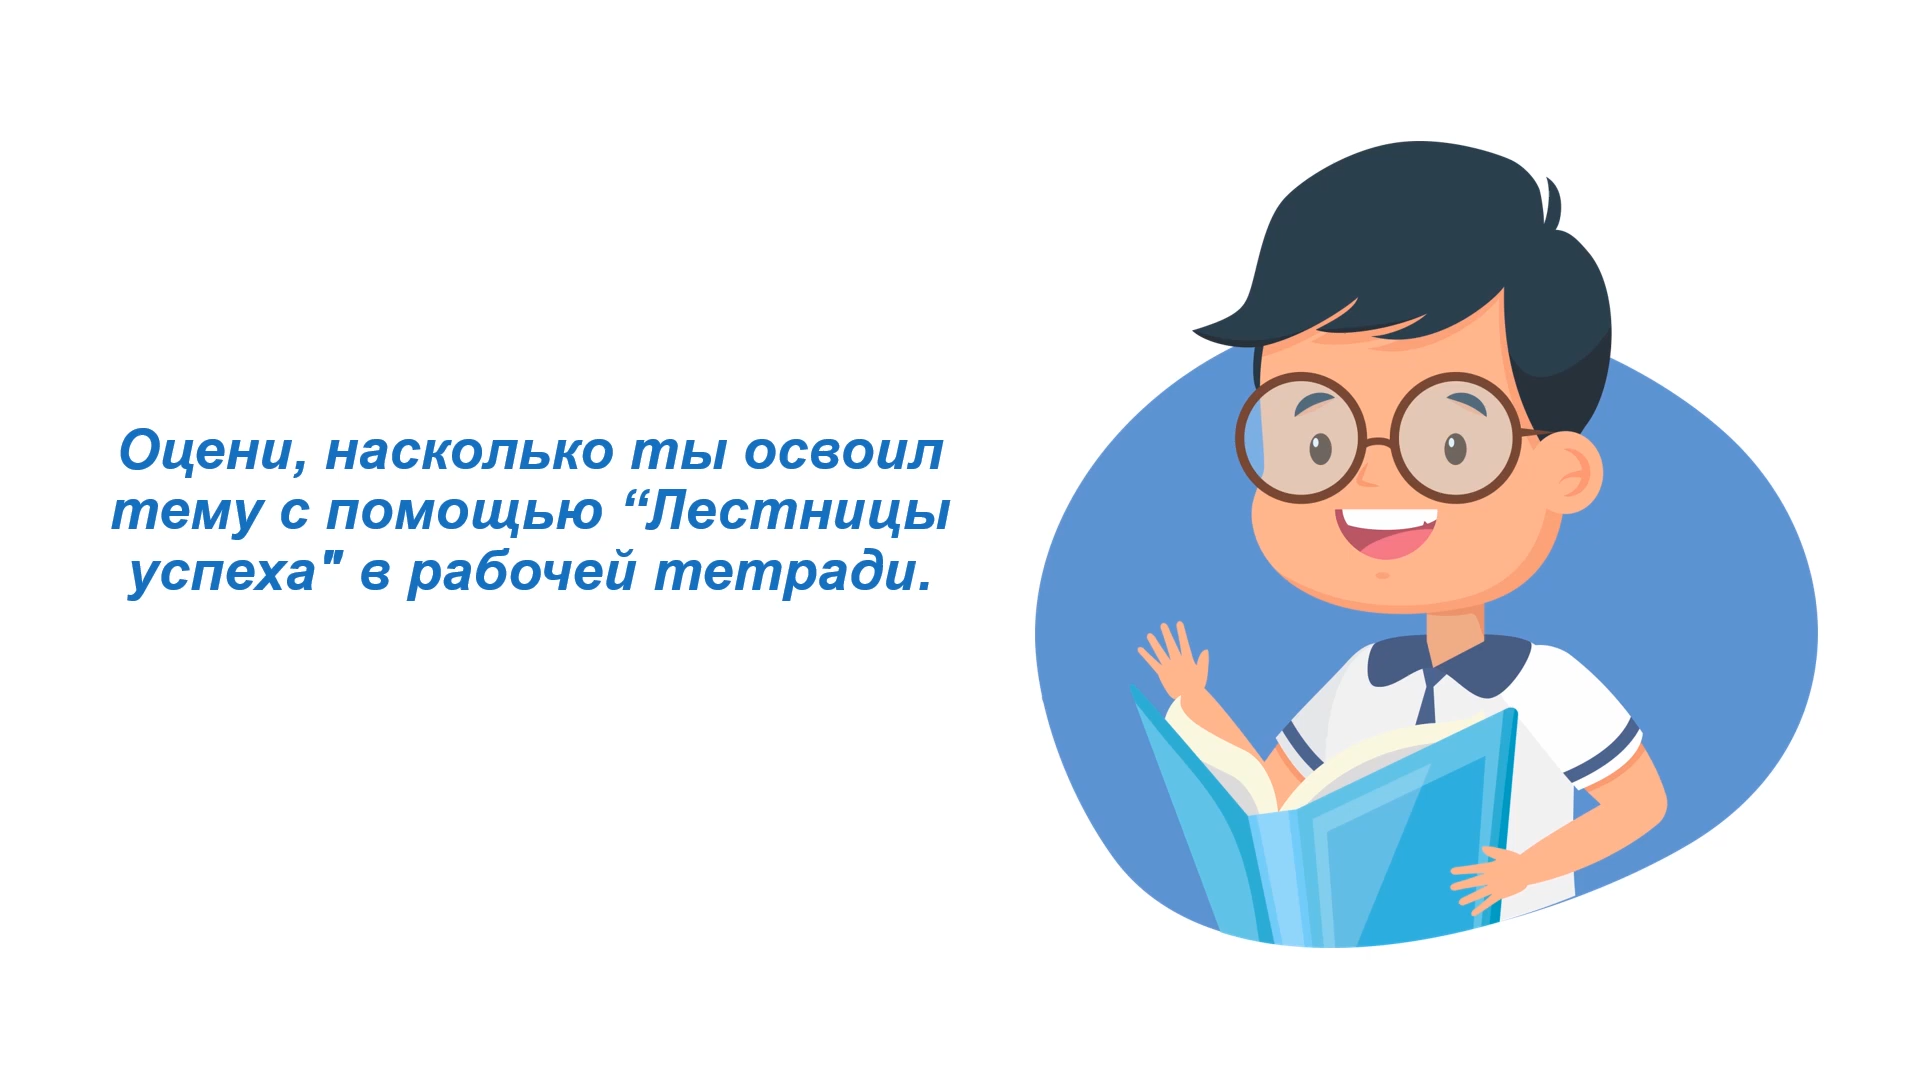 Оцени, насколько ты освоил
тему с помощью “Лестницы
успеха" в рабочей тетради.